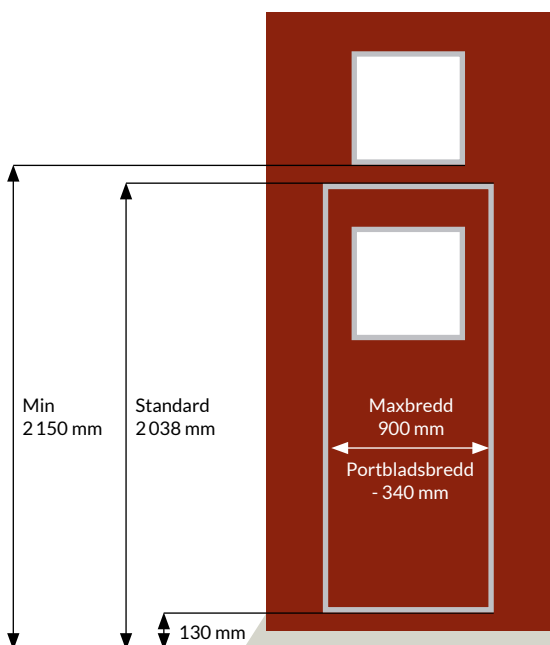 Min
2 150 mm
Standard
2 038 mm
Maxbredd
900 mm
Portbladsbredd
- 340 mm
130 mm